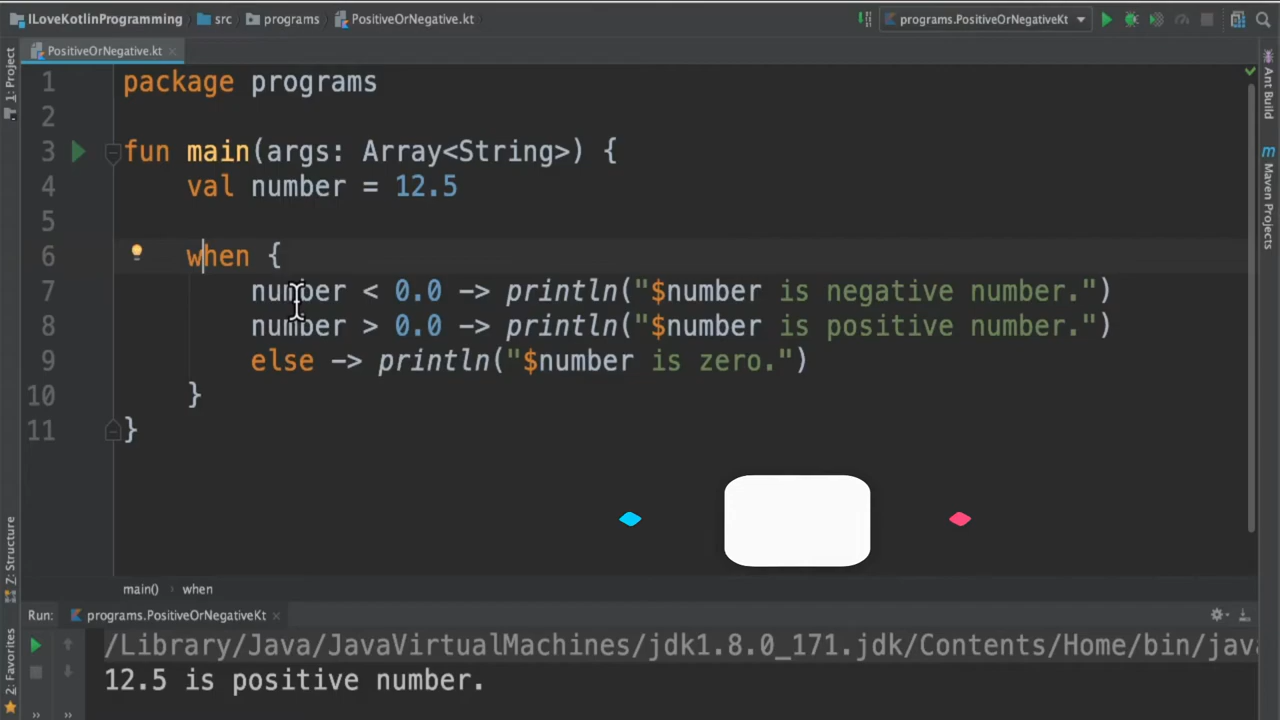 ILoveKotlinProgramming src programs PositiveOrNegative.kt programs.PositiveOrNegativeKt
PositiveOrNegative.kt
1: Project
Ant Build
Maven Projects
1 package programs
2
3 fun main(args: Array<String>) {
4 val number = 12.5
5
6 when {
7 number < 0.0 -> println("$number is negative number.")
8 number > 0.0 -> println("$number is positive number.")
9 else -> println("$number is zero.")
10 }
11 }
Z: Structure
2: Favorites
main() › when
Run: programs.PositiveOrNegativeKt
/Library/Java/JavaVirtualMachines/jdk1.8.0_171.jdk/Contents/Home/bin/java
12.5 is positive number.